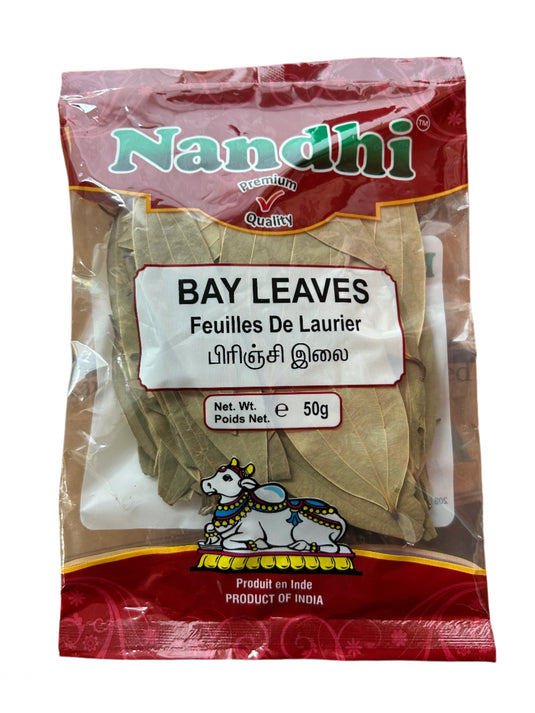 Nandhi™
Premium
Quality
BAY LEAVES
Feuilles De Laurier
பிரிஞ்சி இலை
Net. Wt.
Poids Net. ℮ 50g
Produit en Inde
PRODUCT OF INDIA